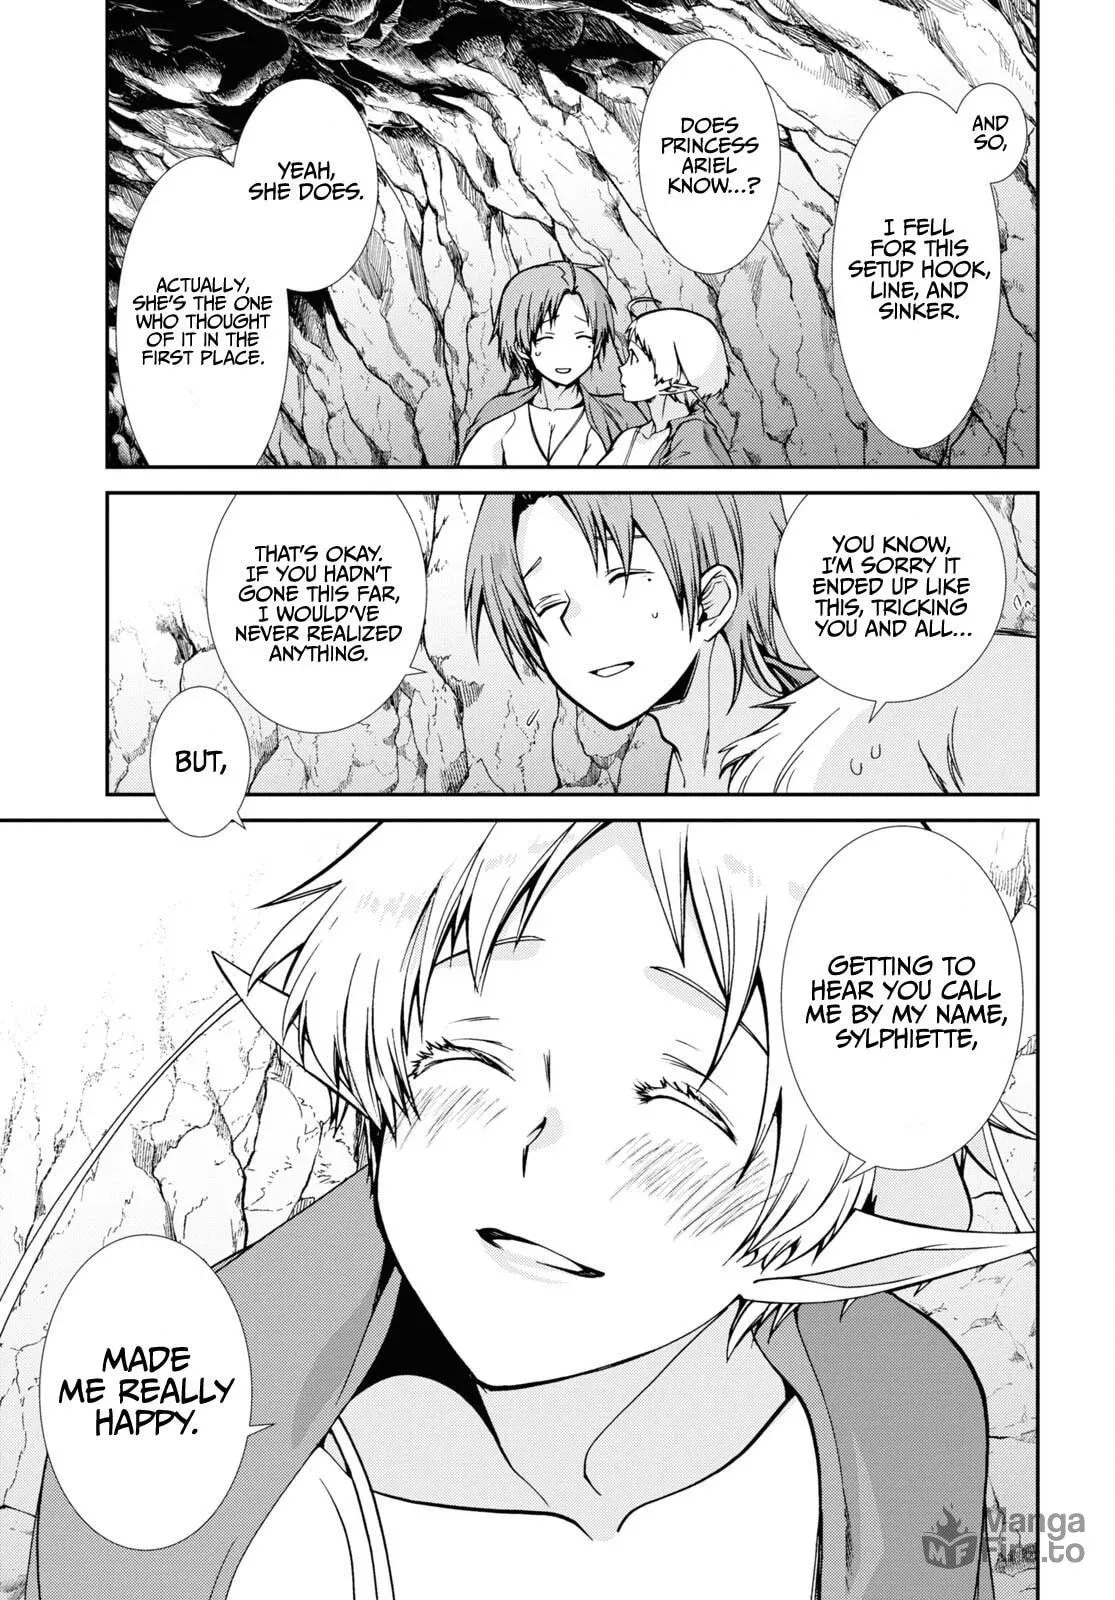 AND
SO,
I FELL
FOR THIS
SETUP HOOK,
LINE, AND
SINKER.
DOES
PRINCESS
ARIEL
KNOW...?
YEAH,
SHE DOES.
ACTUALLY,
SHE'S THE ONE
WHO THOUGHT
OF IT IN THE
FIRST PLACE.
YOU KNOW,
I'M SORRY IT
ENDED UP LIKE
THIS, TRICKING
YOU AND ALL...
THAT'S OKAY.
IF YOU HADN'T
GONE THIS FAR,
I WOULD'VE
NEVER REALIZED
ANYTHING.
BUT,
GETTING TO
HEAR YOU CALL
ME BY MY NAME,
SYLPHIETTE,
MADE
ME REALLY
HAPPY.
Manga
MF Fire.to